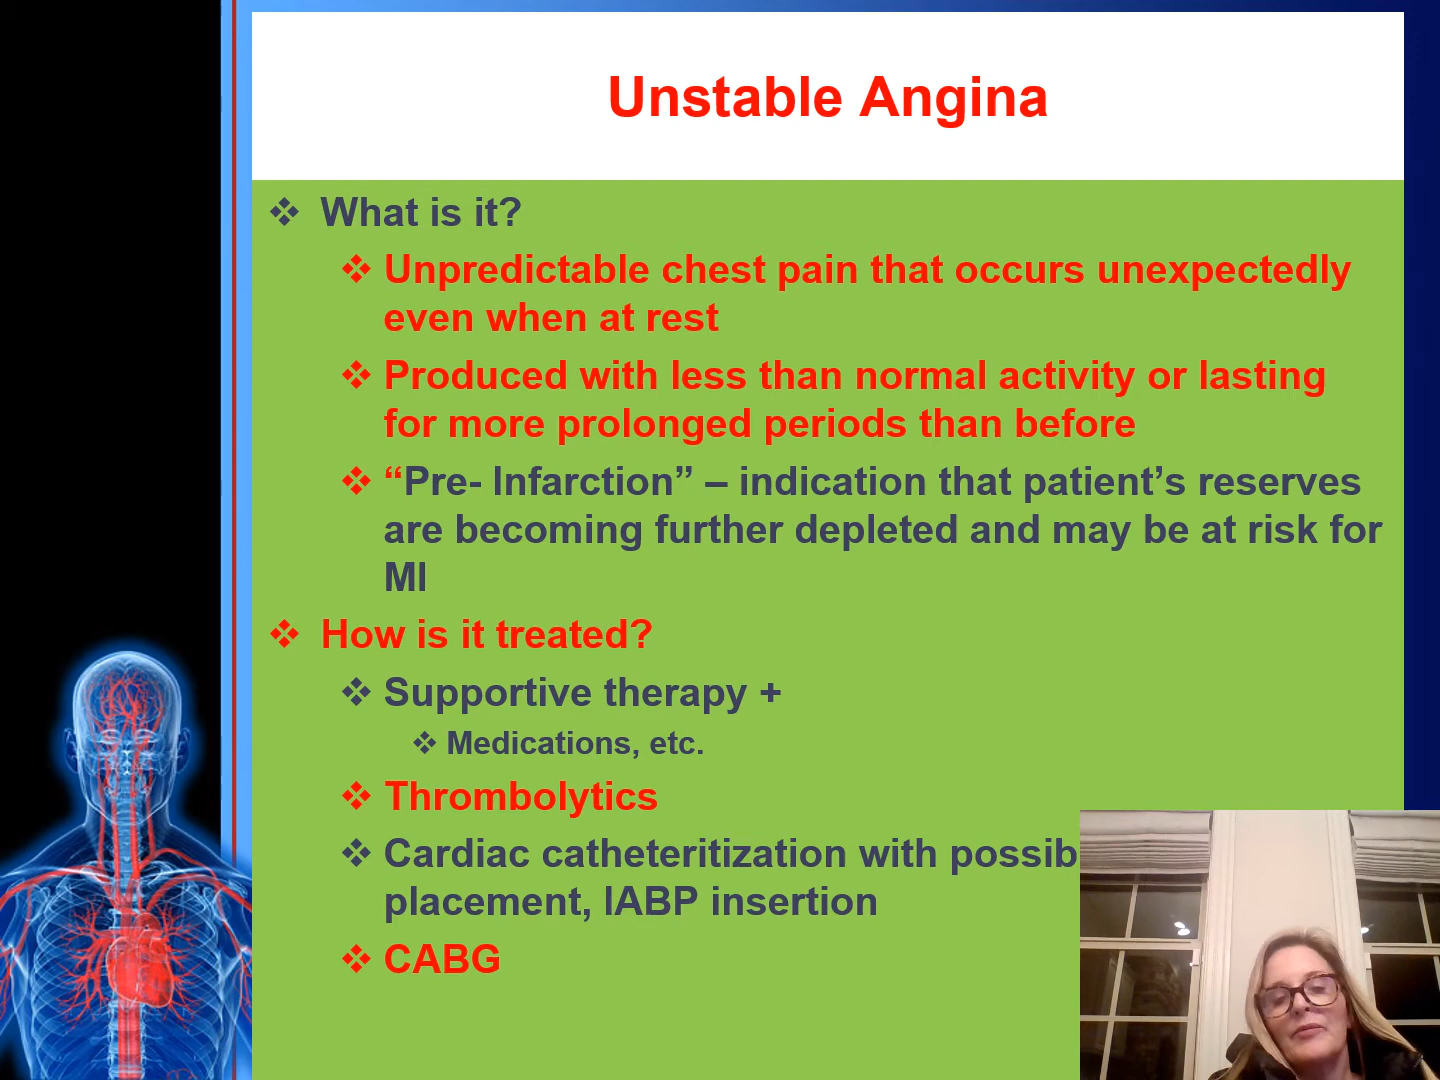 Unstable Angina
What is it?
Unpredictable chest pain that occurs unexpectedly
even when at rest
Produced with less than normal activity or lasting
for more prolonged periods than before
“Pre- Infarction” – indication that patient’s reserves
are becoming further depleted and may be at risk for
MI
How is it treated?
Supportive therapy +
Medications, etc.
Thrombolytics
Cardiac catheteritization with possib
placement, IABP insertion
CABG